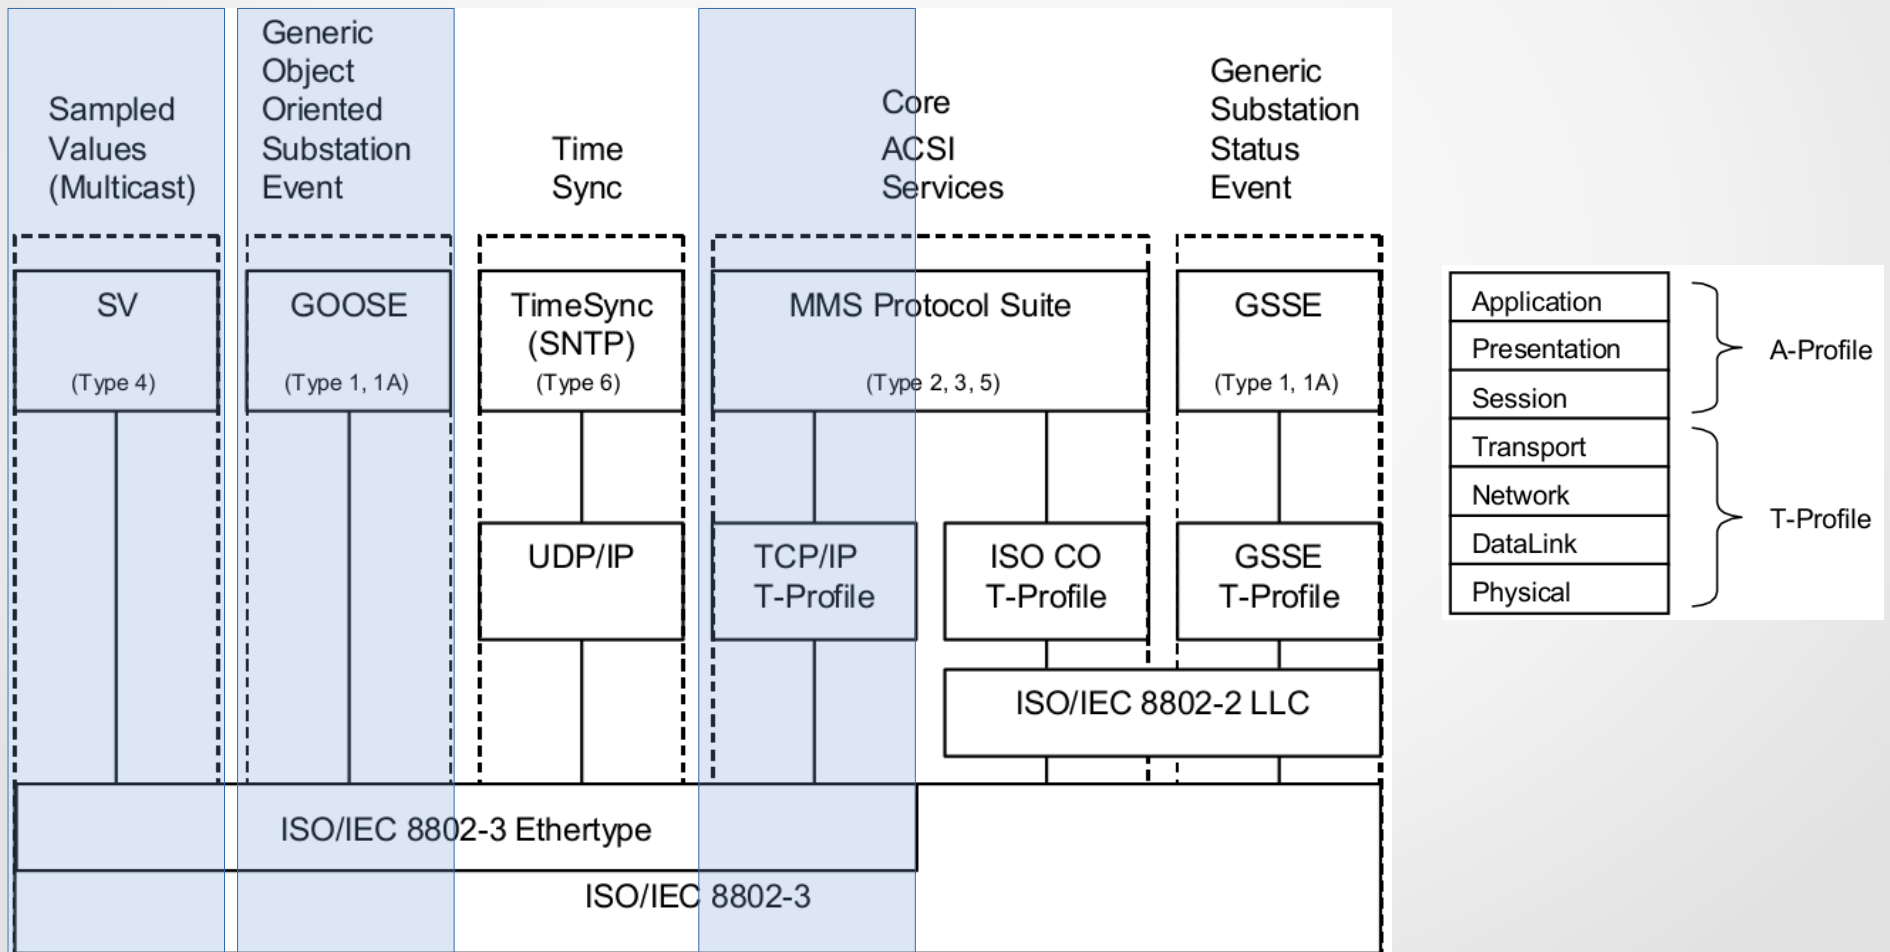 Sampled
Values
(Multicast)
Generic
Object
Oriented
Substation
Event
Time
Sync
Core
ACSI
Services
Generic
Substation
Status
Event
SV
(Type 4)
GOOSE
(Type 1, 1A)
TimeSync
(SNTP)
(Type 6)
MMS Protocol Suite
(Type 2, 3, 5)
GSSE
(Type 1, 1A)
UDP/IP
TCP/IP
T-Profile
ISO CO
T-Profile
GSSE
T-Profile
ISO/IEC 8802-2 LLC
ISO/IEC 8802-3 Ethertype
ISO/IEC 8802-3
Application
Presentation
Session
Transport
Network
DataLink
Physical
A-Profile
T-Profile